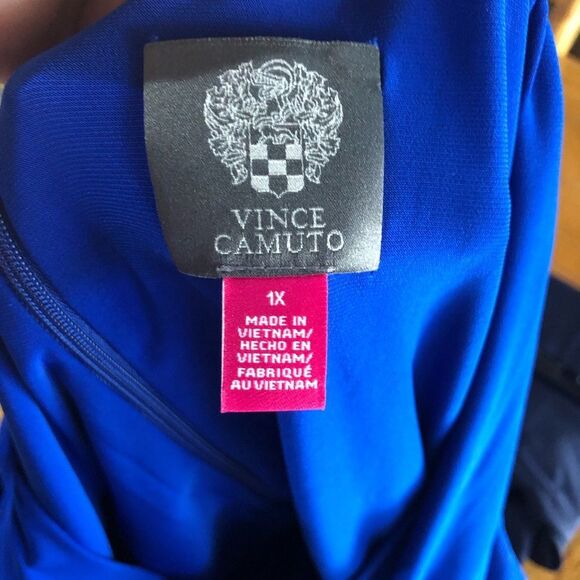 VINCE
CAMUTO
1X
MADE IN
VIETNAM/
HECHO EN
VIETNAM/
FABRIQUÉ
AU VIETNAM